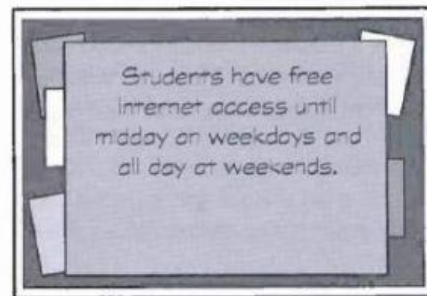 Students have free
internet access until
midday on weekdays and
all day at weekends.